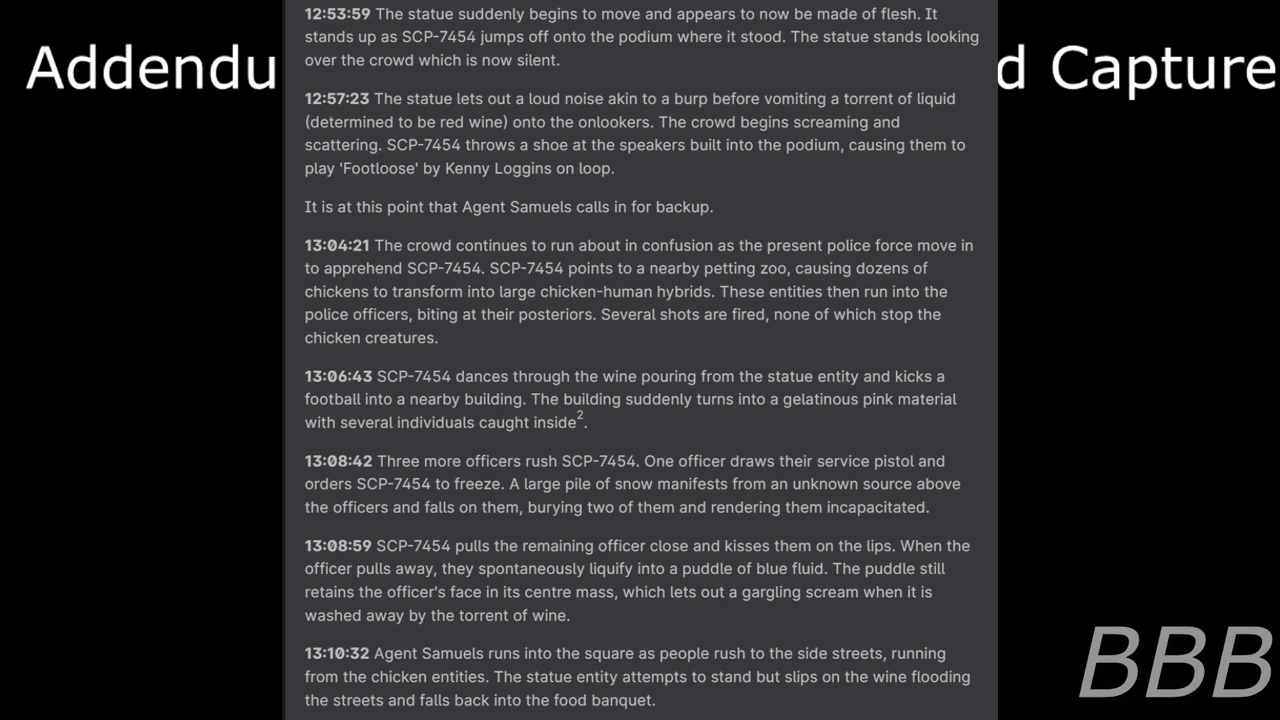 Addendu
d Capture
12:53:59 The statue suddenly begins to move and appears to now be made of flesh. It
stands up as SCP-7454 jumps off onto the podium where it stood. The statue stands looking
over the crowd which is now silent.
12:57:23 The statue lets out a loud noise akin to a burp before vomiting a torrent of liquid
(determined to be red wine) onto the onlookers. The crowd begins screaming and
scattering. SCP-7454 throws a shoe at the speakers built into the podium, causing them to
play 'Footloose' by Kenny Loggins on loop.
It is at this point that Agent Samuels calls in for backup.
13:04:21 The crowd continues to run about in confusion as the present police force move in
to apprehend SCP-7454. SCP-7454 points to a nearby petting zoo, causing dozens of
chickens to transform into large chicken-human hybrids. These entities then run into the
police officers, biting at their posteriors. Several shots are fired, none of which stop the
chicken creatures.
13:06:43 SCP-7454 dances through the wine pouring from the statue entity and kicks a
football into a nearby building. The building suddenly turns into a gelatinous pink material
with several individuals caught inside2.
13:08:42 Three more officers rush SCP-7454. One officer draws their service pistol and
orders SCP-7454 to freeze. A large pile of snow manifests from an unknown source above
the officers and falls on them, burying two of them and rendering them incapacitated.
13:08:59 SCP-7454 pulls the remaining officer close and kisses them on the lips. When the
officer pulls away, they spontaneously liquify into a puddle of blue fluid. The puddle still
retains the officer's face in its centre mass, which lets out a gargling scream when it is
washed away by the torrent of wine.
13:10:32 Agent Samuels runs into the square as people rush to the side streets, running
from the chicken entities. The statue entity attempts to stand but slips on the wine flooding
the streets and falls back into the food banquet.
BBB